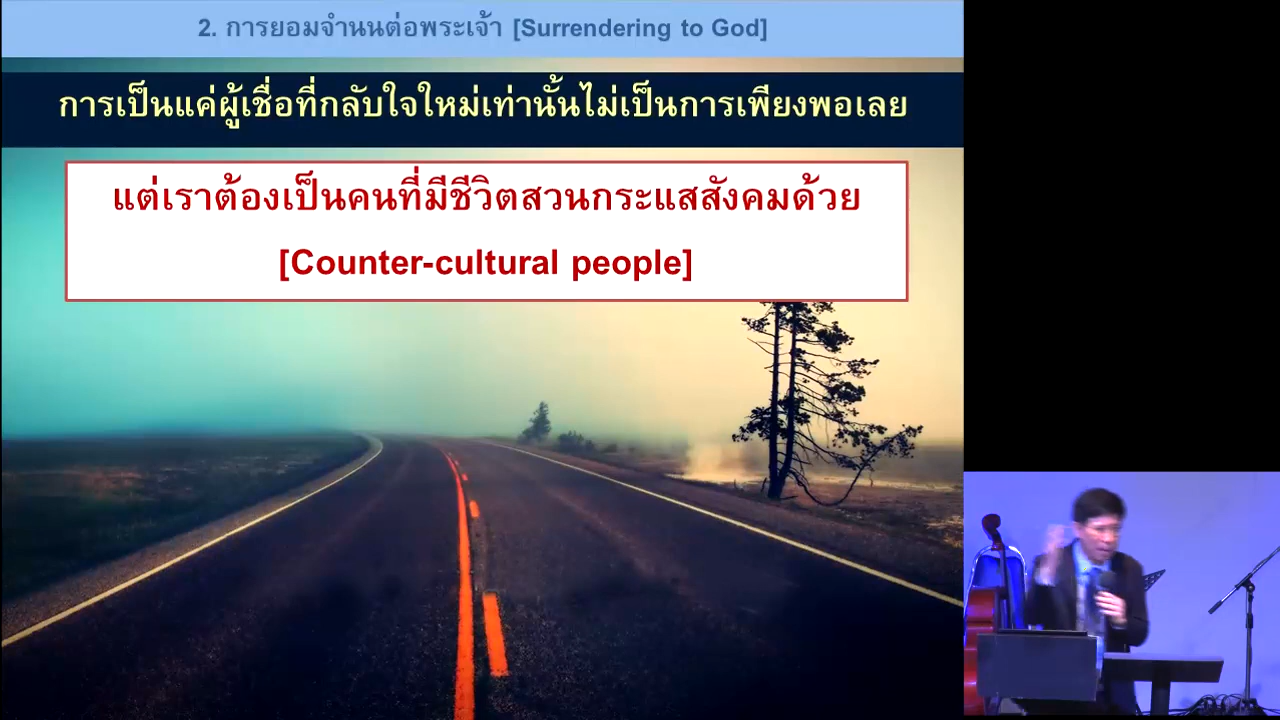 2. การยอมจำนนต่อพระเจ้า [Surrendering to God]
การเป็นแค่ผู้เชื่อที่กลับใจใหม่เท่านั้นไม่เป็นการเพียงพอเลย
แต่เราต้องเป็นคนที่มีชีวิตสวนกระแสสังคมด้วย
[Counter-cultural people]